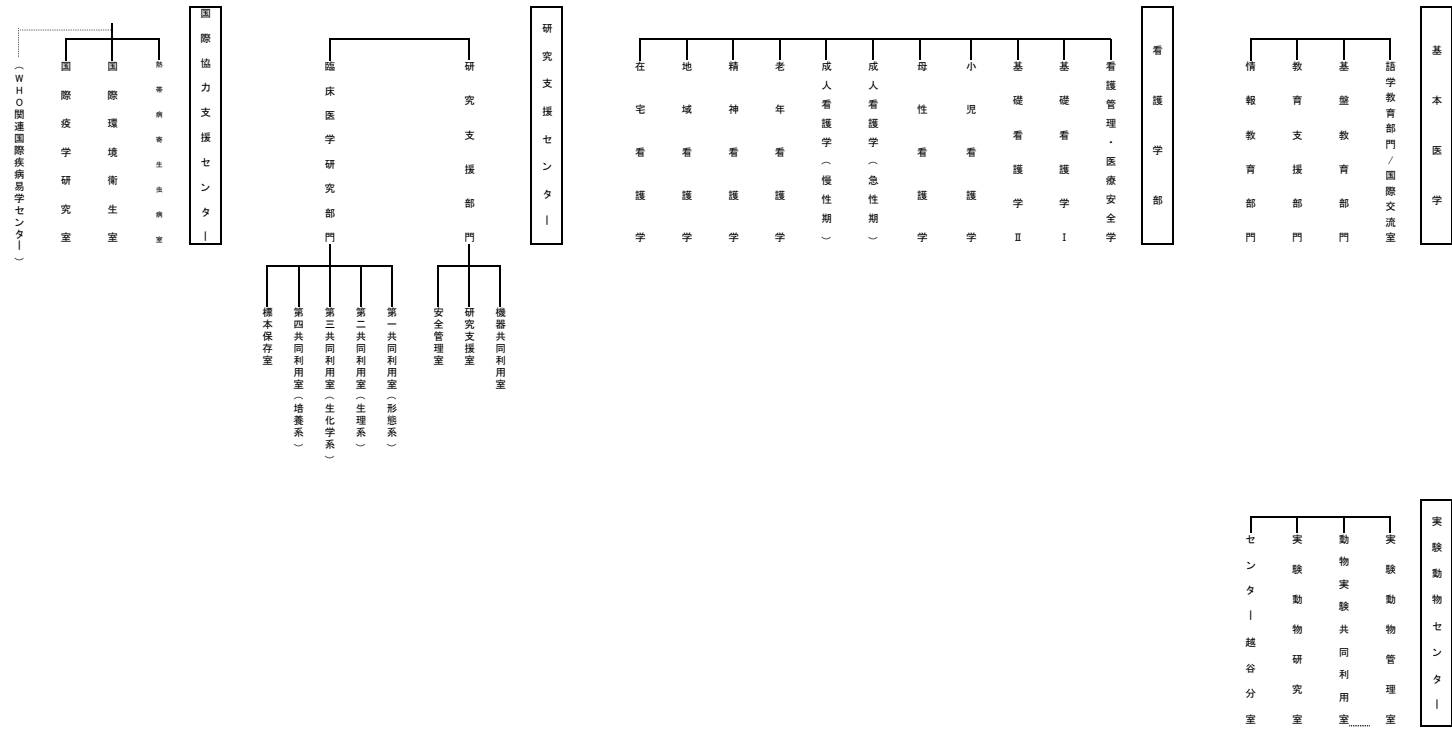 基本医学
語学教育部門/国際交流室
基盤教育部門
教育支援部門
情報教育部門
看護学部
看護管理・医療安全学
基礎看護学Ⅰ
基礎看護学Ⅱ
小児看護学
母性看護学
成人看護学(急性期)
成人看護学(慢性期)
老年看護学
精神看護学
地域看護学
在宅看護学
研究支援センター
研究支援部門
機器共同利用室
研究支援室
安全管理室
臨床医学研究部門
第一共同利用室(形態系)
第二共同利用室(生理系)
第三共同利用室(生化学系)
第四共同利用室(培養系)
標本保存室
国際協力支援センター
熱帯病寄生虫病室
国際環境衛生室
国際疫学研究室
(WHO関連国際疾病易学センター)
実験動物センター
実験動物管理室
動物実験共同利用室
実験動物研究室
センター越谷分室